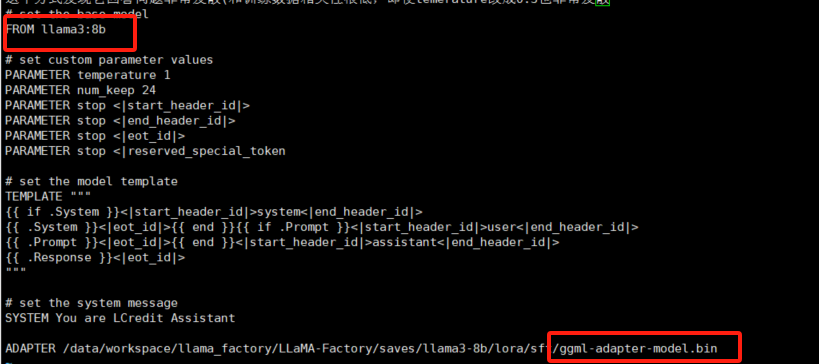 # set the base model
FROM llama3:8b
# set custom parameter values
PARAMETER temperature 1
PARAMETER num_keep 24
PARAMETER stop <|start_header_id|>
PARAMETER stop <|end_header_id|>
PARAMETER stop <|eot_id|>
PARAMETER stop <|reserved_special_token
# set the model template
TEMPLATE """
{{ if .System }}<|start_header_id|>system<|end_header_id|>
{{ .System }}<|eot_id|>{{ end }}{{ if .Prompt }}<|start_header_id|>user<|end_header_id|>
{{ .Prompt }}<|eot_id|>{{ end }}<|start_header_id|>assistant<|end_header_id|>
{{ .Response }}<|eot_id|>
"""
# set the system message
SYSTEM You are LCredit Assistant
ADAPTER /data/workspace/llama_factory/LLaMA-Factory/saves/llama3-8b/lora/sft/ggml-adapter-model.bin